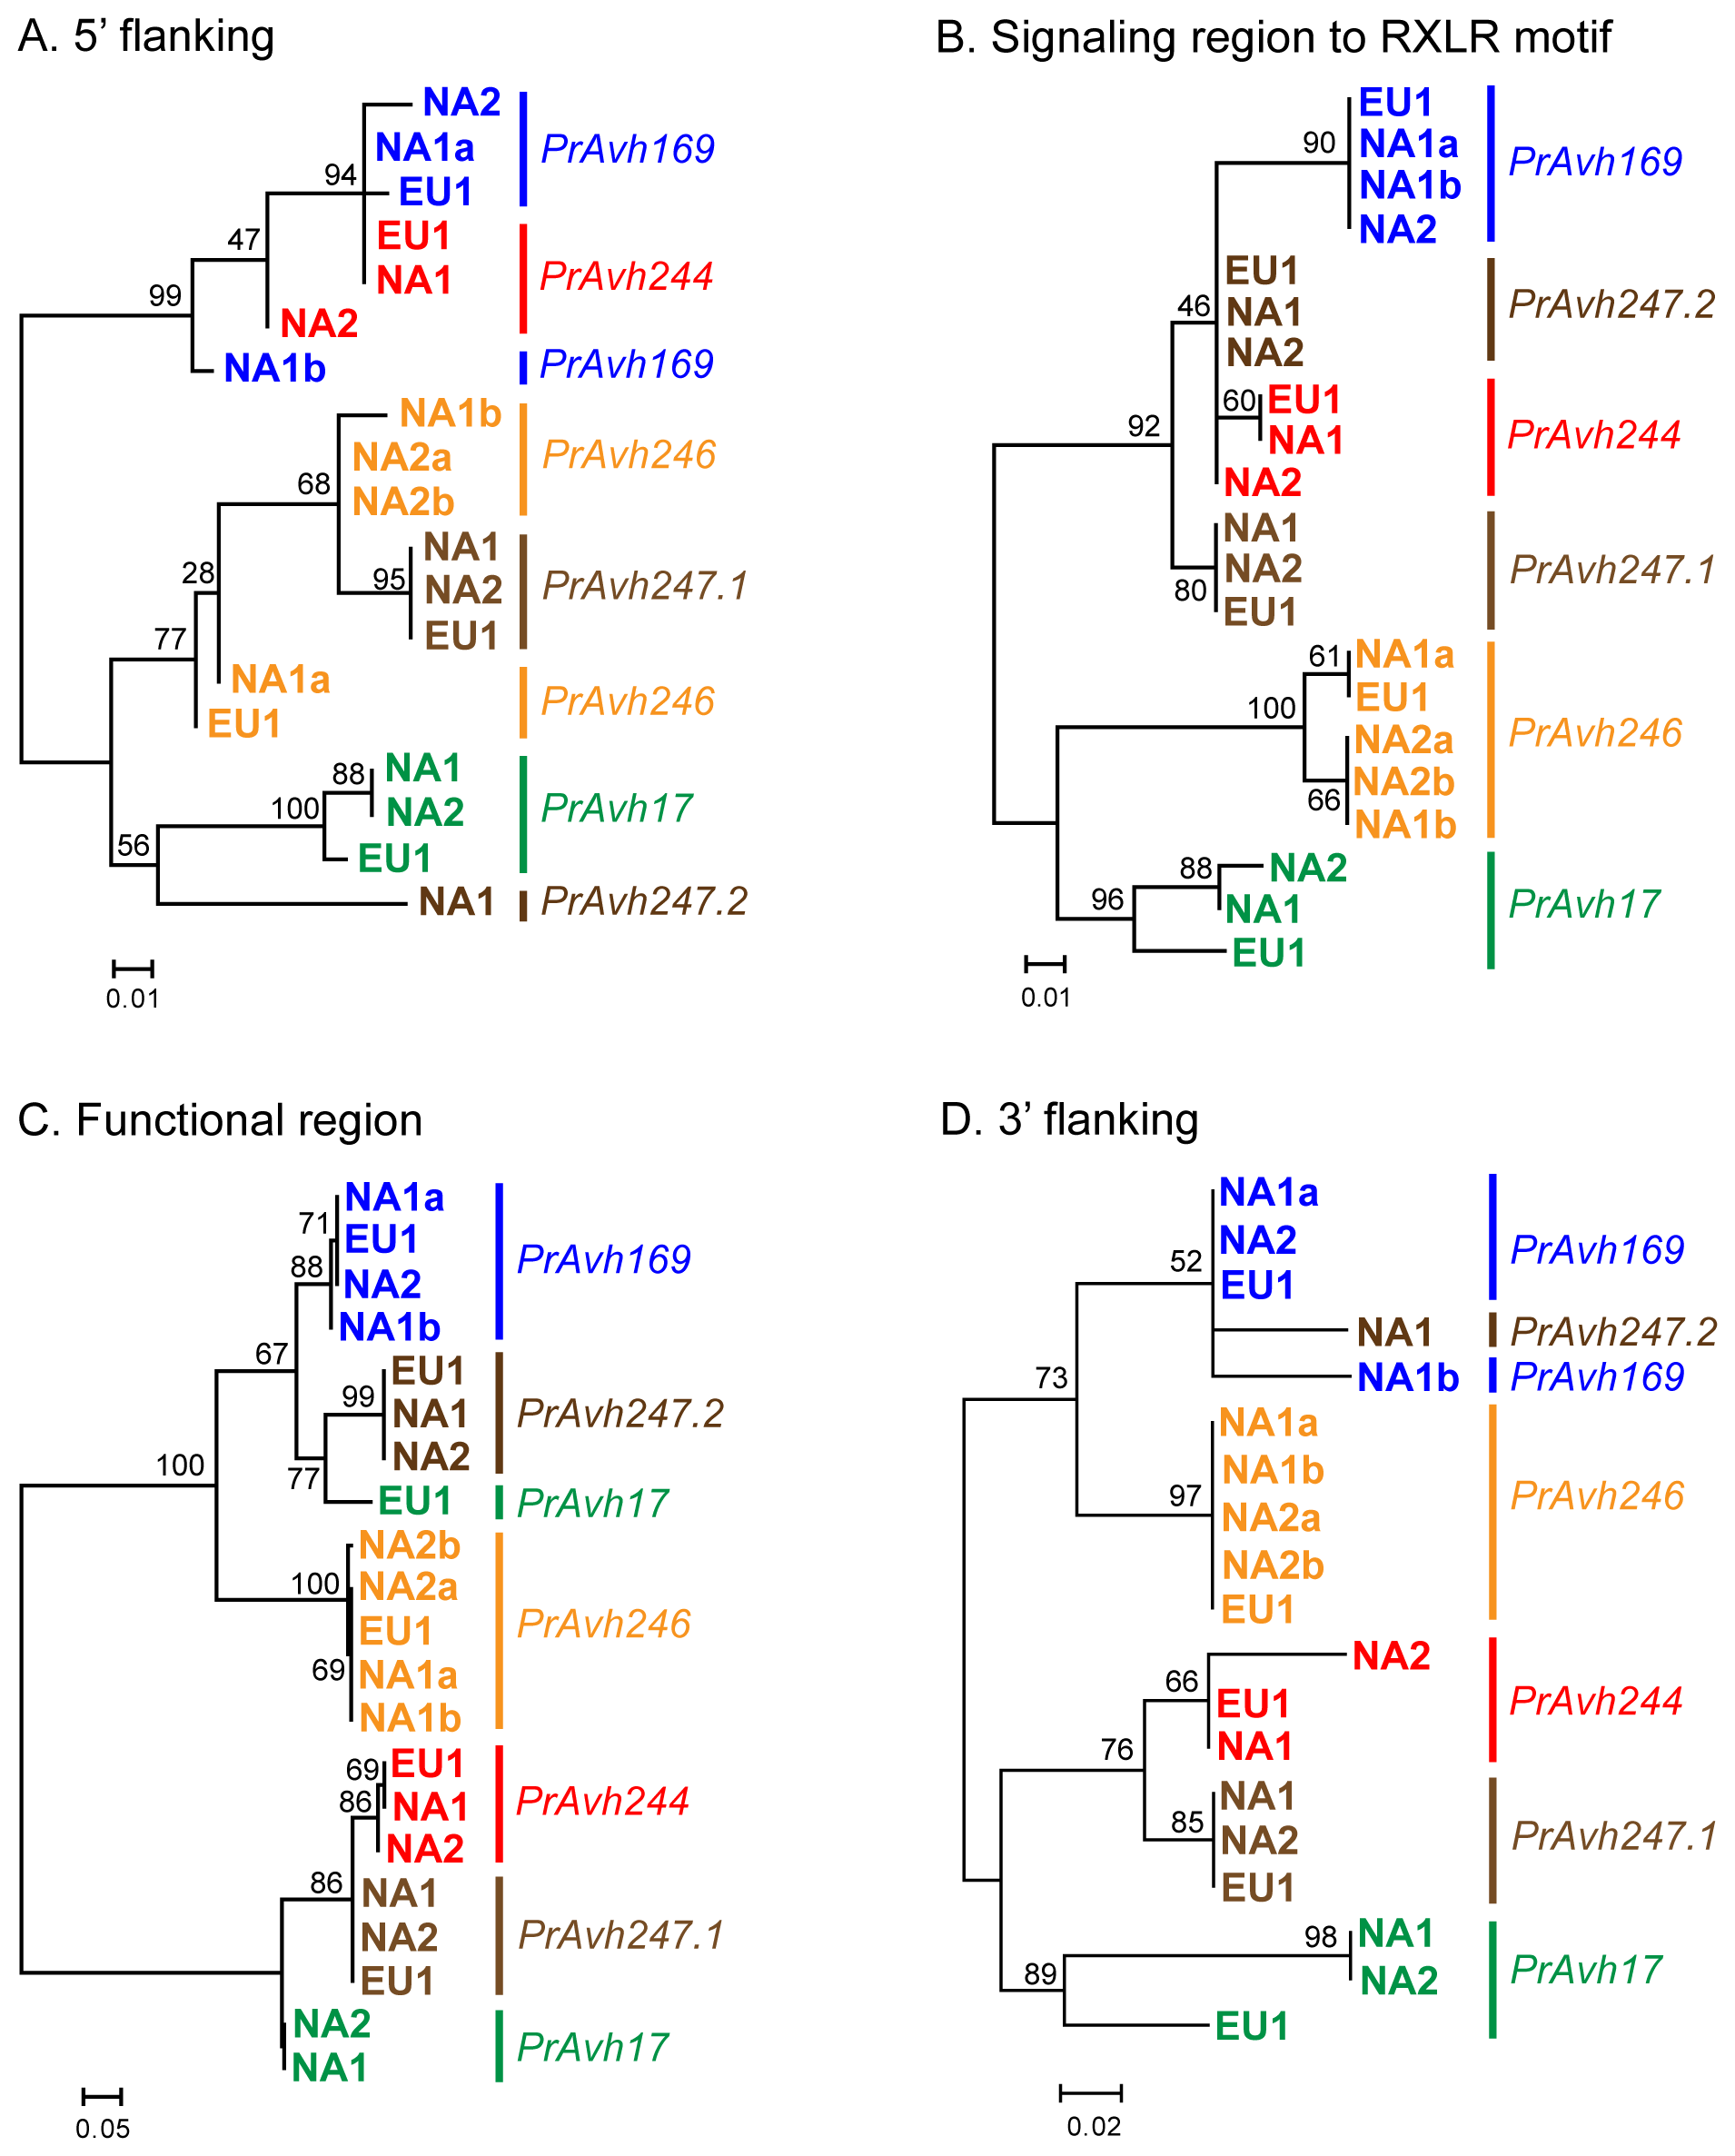 A. 5’ flanking
NA2
NA1a
94
EU1
PrAvh169
EU1
47
NA1
PrAvh244
99
NA2
NA1b
PrAvh169
NA1b
NA2a
68
NA2b
PrAvh246
NA1
28
95
NA2
PrAvh247.1
EU1
77
NA1a
EU1
PrAvh246
NA1
88
NA2
100
PrAvh17
EU1
56
NA1
PrAvh247.2
0.01
B. Signaling region to RXLR motif
EU1
90
NA1a
NA1b
PrAvh169
NA2
EU1
46
NA1
PrAvh247.2
NA2
60
EU1
92
NA1
PrAvh244
NA2
NA1
NA2
PrAvh247.1
80
EU1
61
NA1a
EU1
100
NA2a
PrAvh246
NA2b
66
NA1b
88
NA2
96
NA1
PrAvh17
EU1
0.01
C. Functional region
NA1a
71
EU1
PrAvh169
88
NA2
NA1b
67
EU1
99
NA1
PrAvh247.2
NA2
100
77
EU1
PrAvh17
NA2b
100
NA2a
EU1
PrAvh246
69
NA1a
NA1b
69
EU1
86
NA1
PrAvh244
NA2
86
NA1
NA2
PrAvh247.1
EU1
NA2
PrAvh17
NA1
0.05
D. 3’ flanking
NA1a
NA2
PrAvh169
52
EU1
NA1
PrAvh247.2
73
NA1b
PrAvh169
NA1a
NA1b
97
NA2a
PrAvh246
NA2b
EU1
NA2
66
EU1
PrAvh244
76
NA1
NA1
85
NA2
PrAvh247.1
EU1
98
NA1
89
NA2
PrAvh17
EU1
0.02